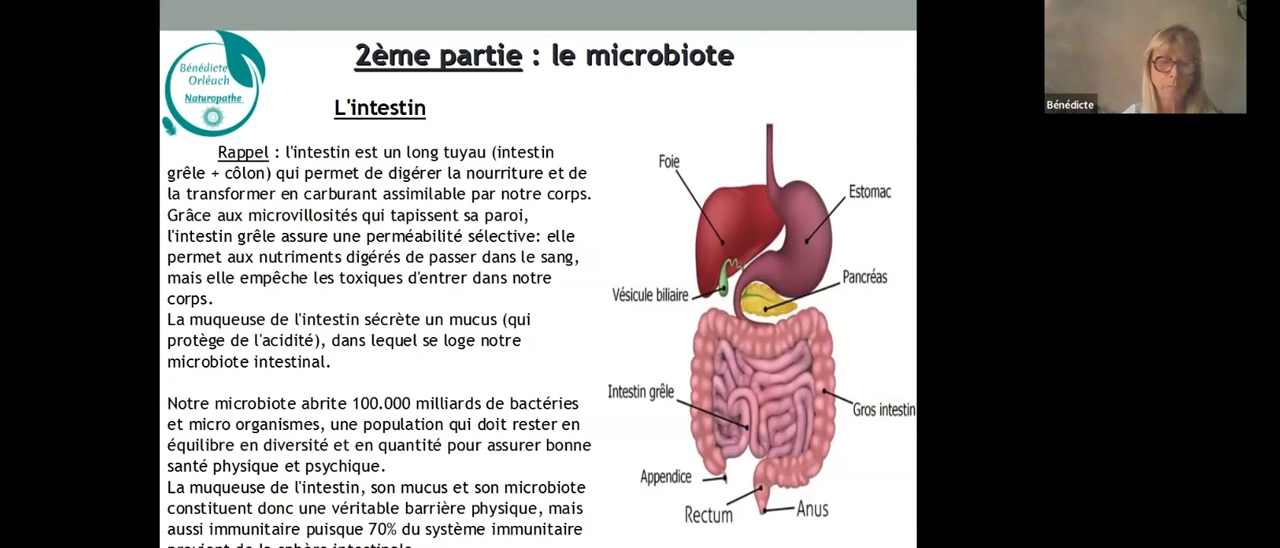 Bénédicte
Orléach
Naturopathe
2ème partie : le microbiote
L'intestin
Rappel : l'intestin est un long tuyau (intestin
grêle + côlon) qui permet de digérer la nourriture et de
la transformer en carburant assimilable par notre corps.
Grâce aux microvillosités qui tapissent sa paroi,
l'intestin grêle assure une perméabilité sélective: elle
permet aux nutriments digérés de passer dans le sang,
mais elle empêche les toxiques d'entrer dans notre
corps.
La muqueuse de l'intestin sécrète un mucus (qui
protège de l'acidité), dans lequel se loge notre
microbiote intestinal.
Notre microbiote abrite 100.000 milliards de bactéries
et micro organismes, une population qui doit rester en
équilibre en diversité et en quantité pour assurer bonne
santé physique et psychique.
La muqueuse de l'intestin, son mucus et son microbiote
constituent donc une véritable barrière physique, mais
aussi immunitaire puisque 70% du système immunitaire
Foie
Estomac
Pancréas
Vésicule biliaire
Intestin grêle
Gros intestin
Appendice
Rectum
Anus
Bénédicte